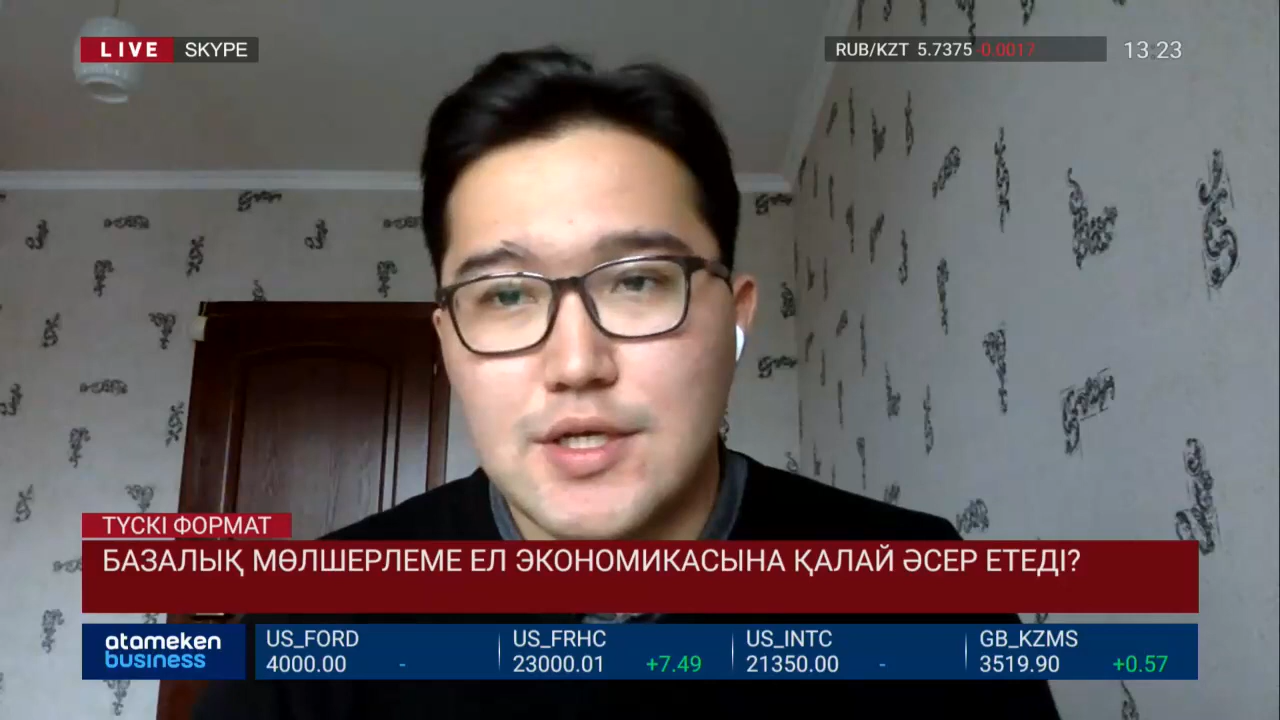 LIVE SKYPE
RUB/KZT 5.7375 0.0017
13:23
ТҮСКІ ФОРМАТ
БАЗАЛЫҚ МӨЛШЕРЛЕМЕ ЕЛ ЭКОНОМИКАСЫНА ҚАЛАЙ ӘСЕР ЕТЕДІ?
atameken
business
US_FORD
4000.00 -
US_FRHC
23000.01 +7.49
US_INTC
21350.00 -
GB_KZMS
3519.90 +0.57